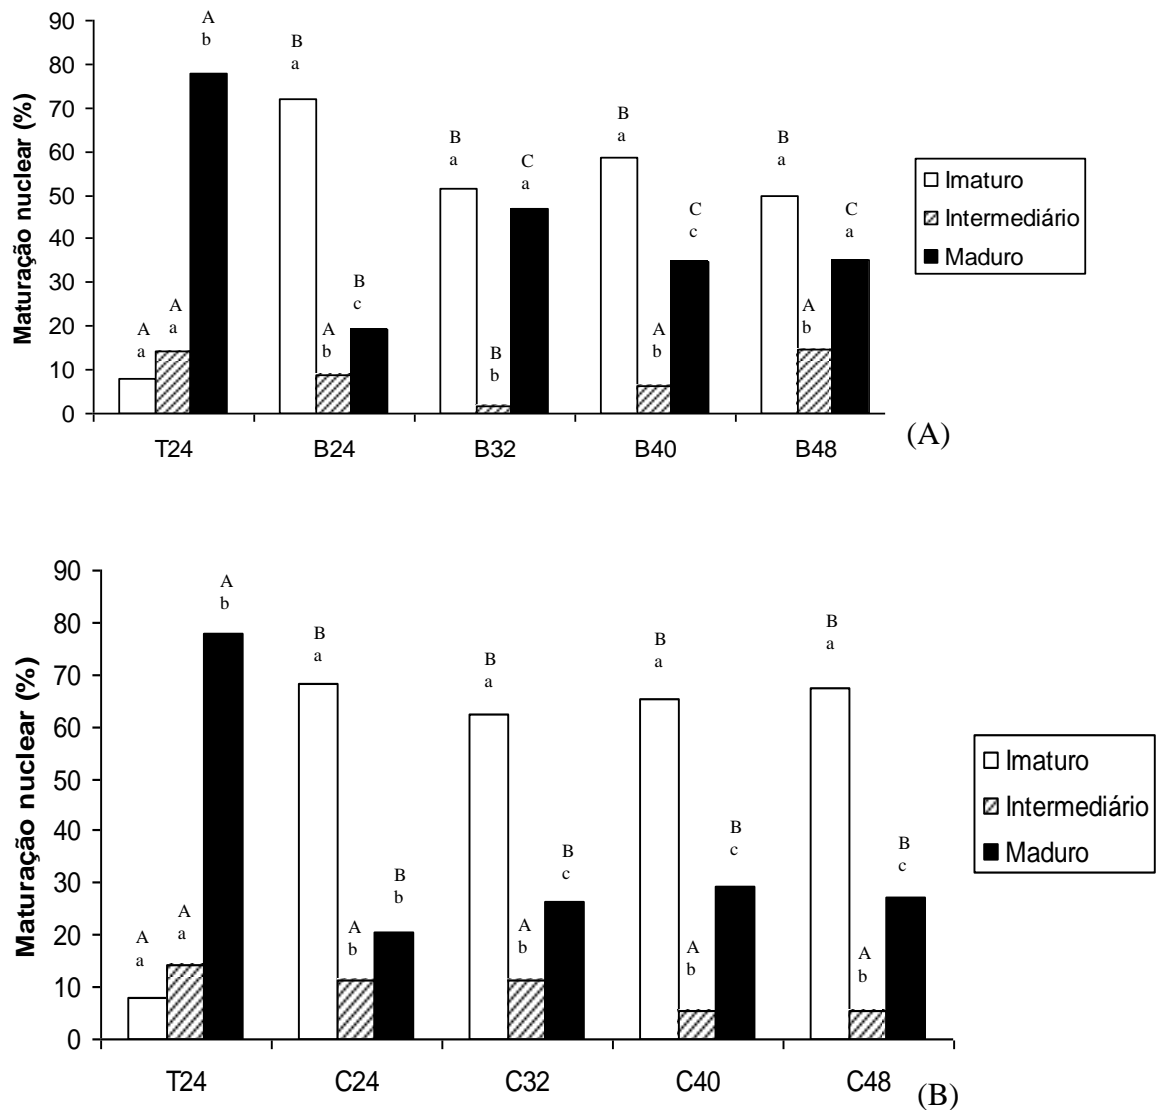 Maturação nuclear (%)
90
80
70
60
50
40
30
20
10
0
A
a
A
a
A
b
B
a
A
b
B
c
B
a
B
b
C
a
B
a
A
b
C
c
B
a
A
b
C
a
T24 B24 B32 B40 B48
Imaturo
Intermediário
Maduro
(A)
Maturação nuclear (%)
90
80
70
60
50
40
30
20
10
0
A
a
A
a
A
b
B
a
A
b
B
b
B
a
A
b
B
c
B
a
A
b
B
c
B
a
A
b
B
c
T24 C24 C32 C40 C48
Imaturo
Intermediário
Maduro
(B)